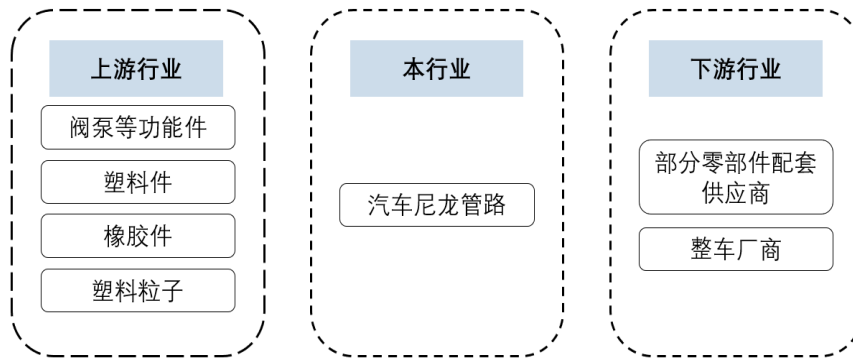 上游行业
阀泵等功能件
塑料件
橡胶件
塑料粒子
本行业
汽车尼龙管路
下游行业
部分零部件配套
供应商
整车厂商